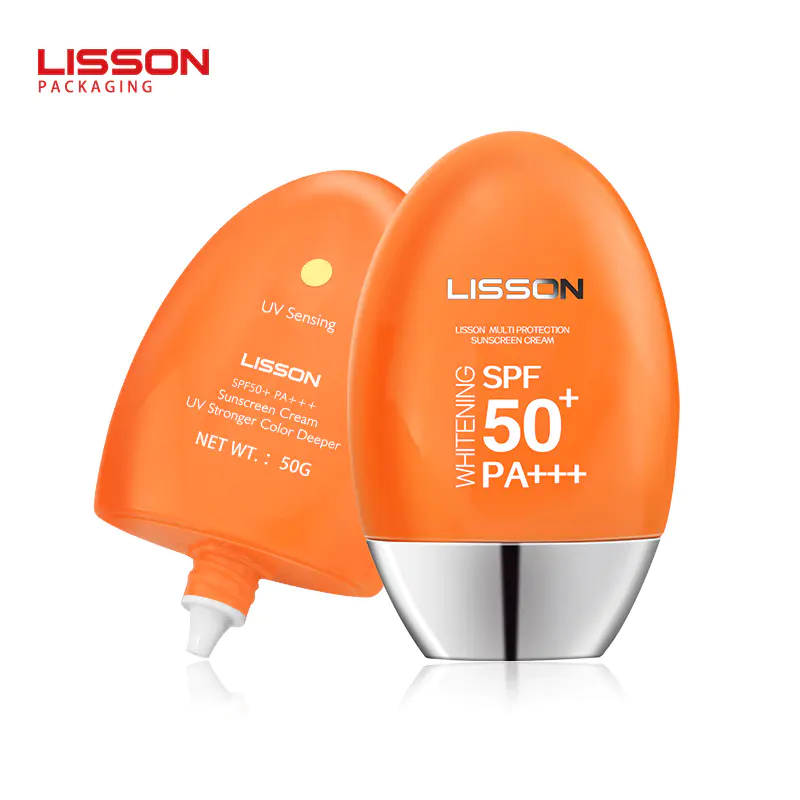 LISSON
PACKAGING
UV Sensing
LISSON
SPF50+ PA+++
Sunscreen Cream
UV Stronger Color Deeper
NET WT. : 50G
LISSON
LISSON MULTI PROTECTION
SUNSCREEN CREAM
WHITENING
SPF
50+
PA+++